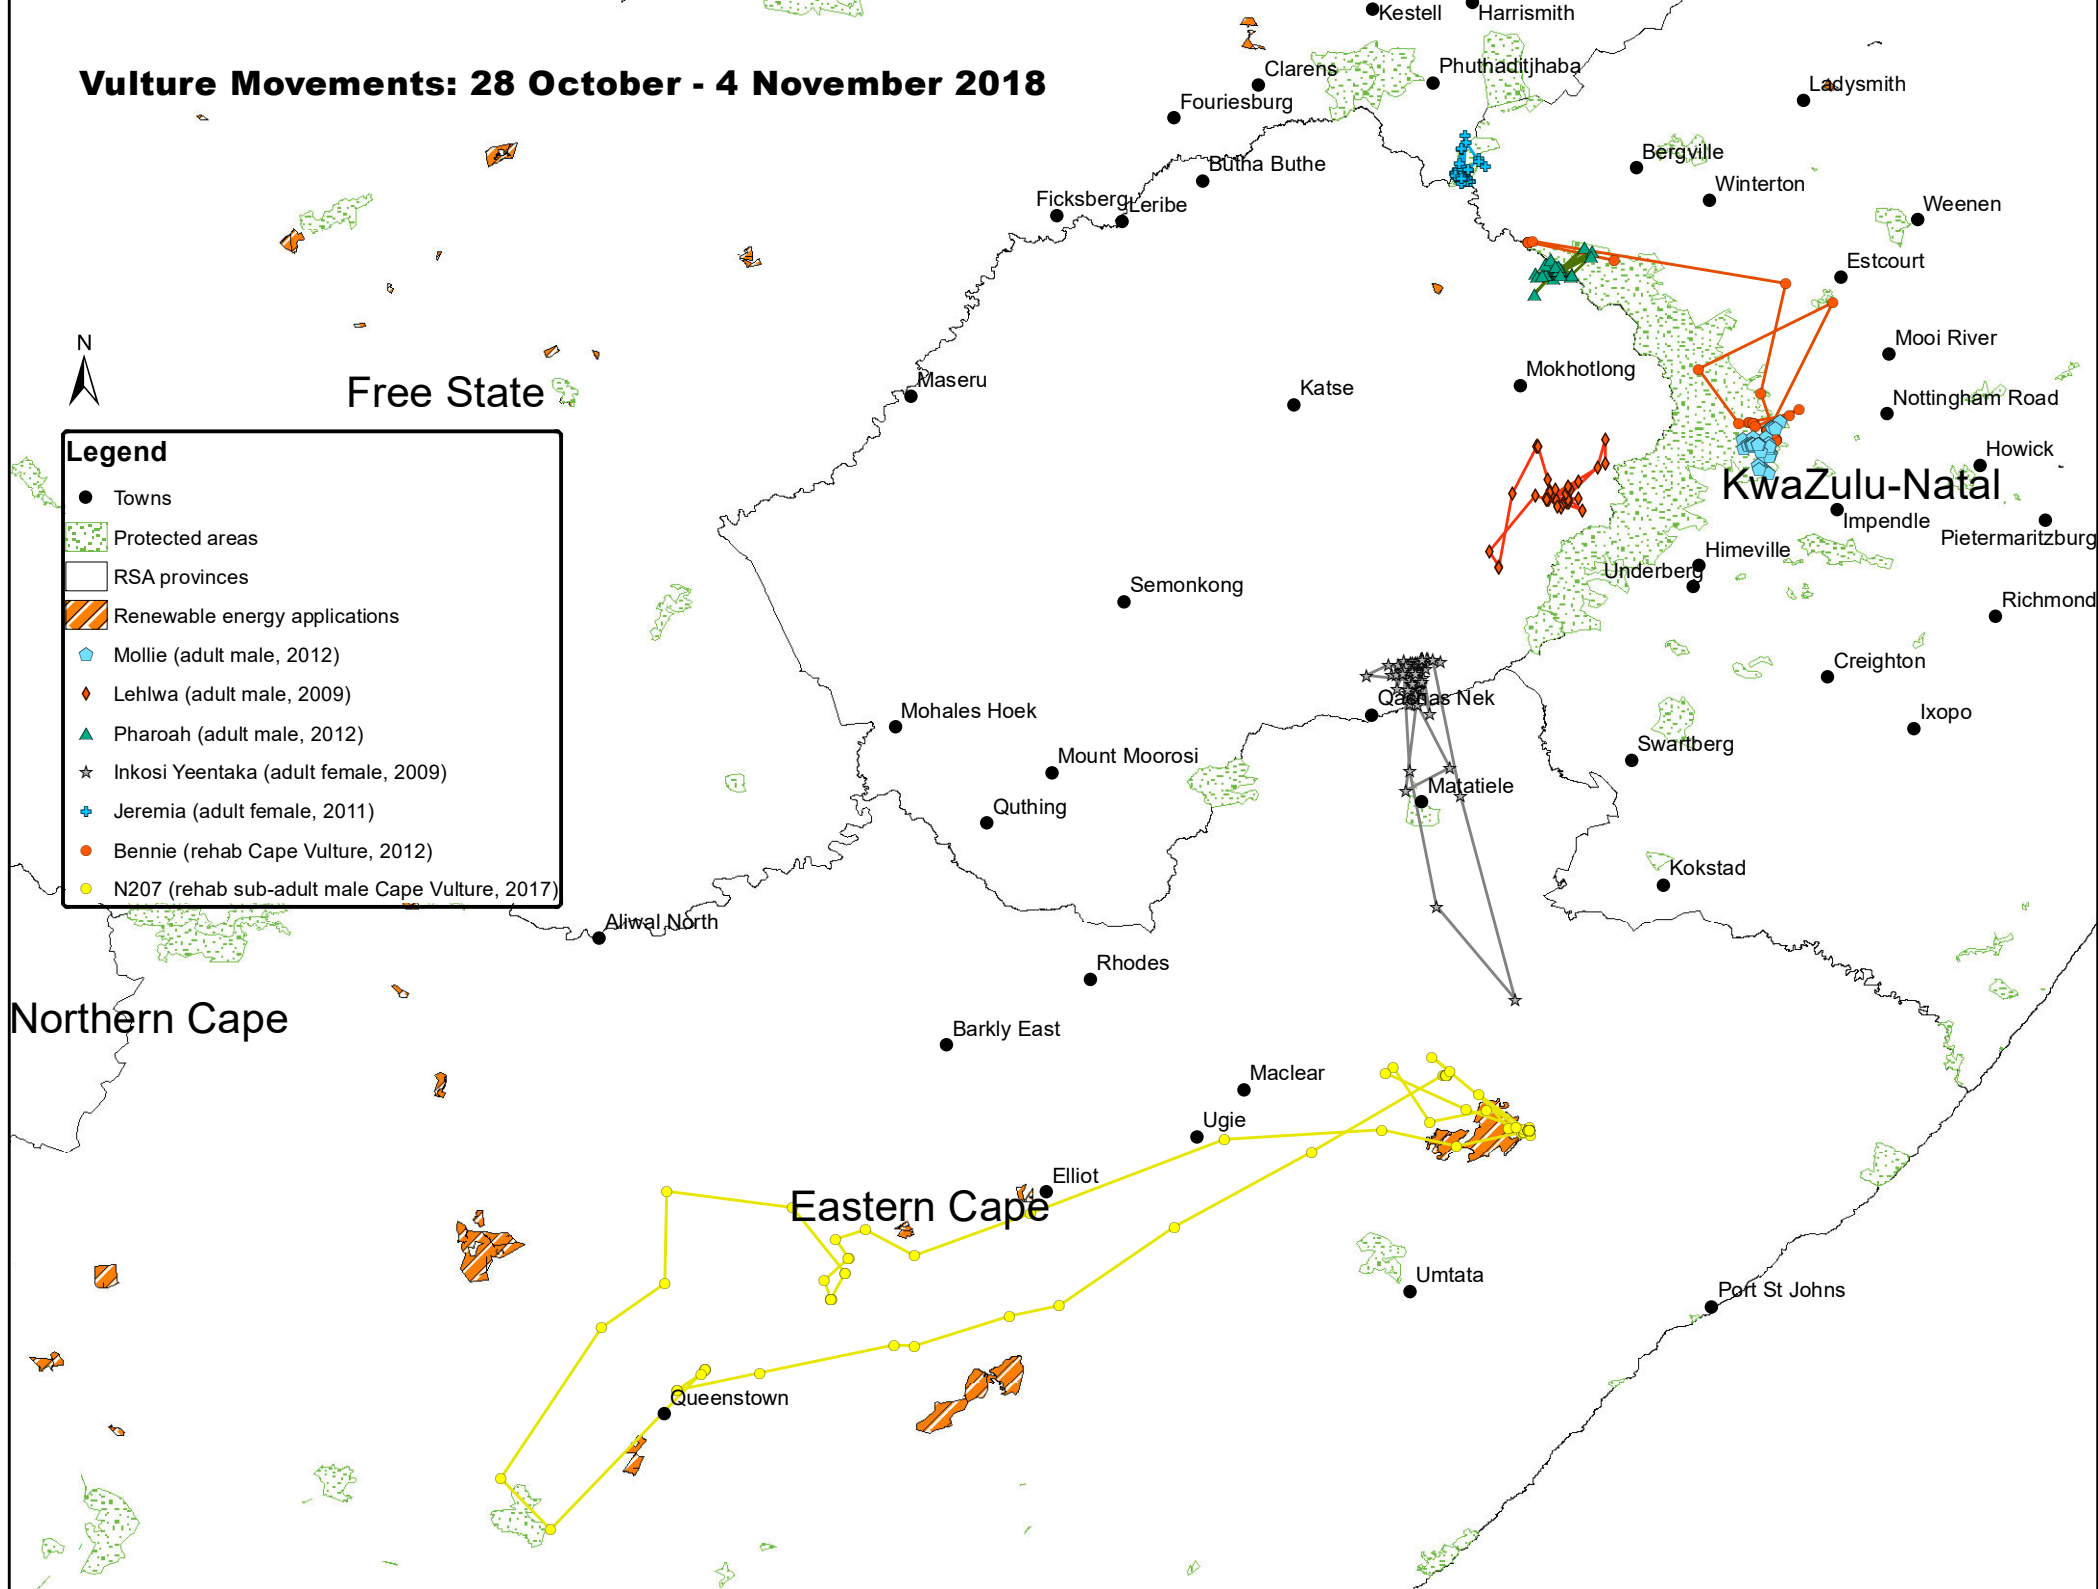 Kestell
Harrismith
Vulture Movements: 28 October - 4 November 2018
Clarens
Phuthaditjhaba
Ladysmith
Fouriesburg
Butha Buthe
Bergville
Winterton
Ficksberg
Leribe
Weenen
Estcourt
N
Mooi River
Free State
Maseru
Katse
Mokhotlong
Nottingham Road
Legend
Howick
Towns
KwaZulu-Natal
Impendle
Protected areas
Pietermaritzburg
Himeville
RSA provinces
Underberg
Semonkong
Richmond
Renewable energy applications
Mollie (adult male, 2012)
Creighton
Lehlwa (adult male, 2009)
Qachas Nek
Mohales Hoek
Ixopo
Pharoah (adult male, 2012)
Swartberg
Mount Moorosi
Inkosi Yeentaka (adult female, 2009)
Matatiele
Quthing
Jeremia (adult female, 2011)
Bennie (rehab Cape Vulture, 2012)
Kokstad
N207 (rehab sub-adult male Cape Vulture, 2017)
Aliwal North
Rhodes
Northern Cape
Barkly East
Maclear
Ugie
Elliot
Eastern Cape
Umtata
Port St Johns
Queenstown